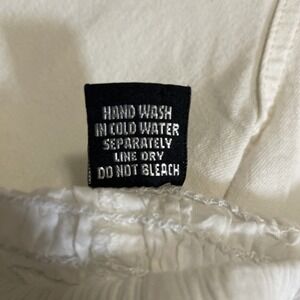 HAND WASH
IN COLD WATER
SEPARATELY
LINE DRY
DO NOT BLEACH